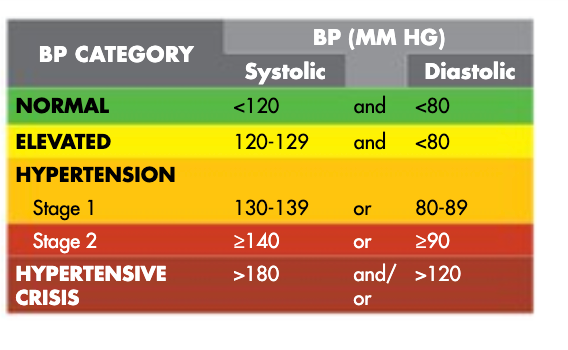 BP CATEGORY
BP (MM HG)
Systolic Diastolic
NORMAL <120 and <80
ELEVATED 120-129 and <80
HYPERTENSION
Stage 1 130-139 or 80-89
Stage 2 ≥140 or ≥90
HYPERTENSIVE >180 and/ >120
CRISIS or